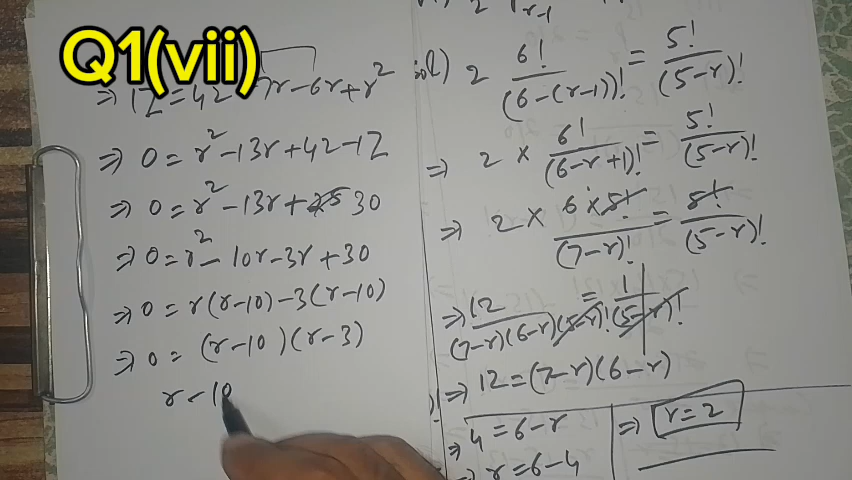 Q1(vii)
⇒ 12 = 42 - 7r - 6r + r²
⇒ 0 = r² - 13r + 42 - 12
⇒ 0 = r² - 13r + 30
⇒ 0 = r² - 10r - 3r + 30
⇒ 0 = r(r-10) - 3(r-10)
⇒ 0 = (r-10)(r-3)
r - 10
2 r-1
sol) 2 6!/(6-(r-1))! = 5!/(5-r)!
⇒ 2 × 6!/(6-r+1)! = 5!/(5-r)!
⇒ 2 × 6×5!/(7-r)! = 5!/(5-r)!
⇒ 12/(7-r)(6-r)(5-r)! = 1/(5-r)!
⇒ 12 = (7-r)(6-r)
⇒ 4 = 6-r
⇒ r = 6-4
⇒ r = 2